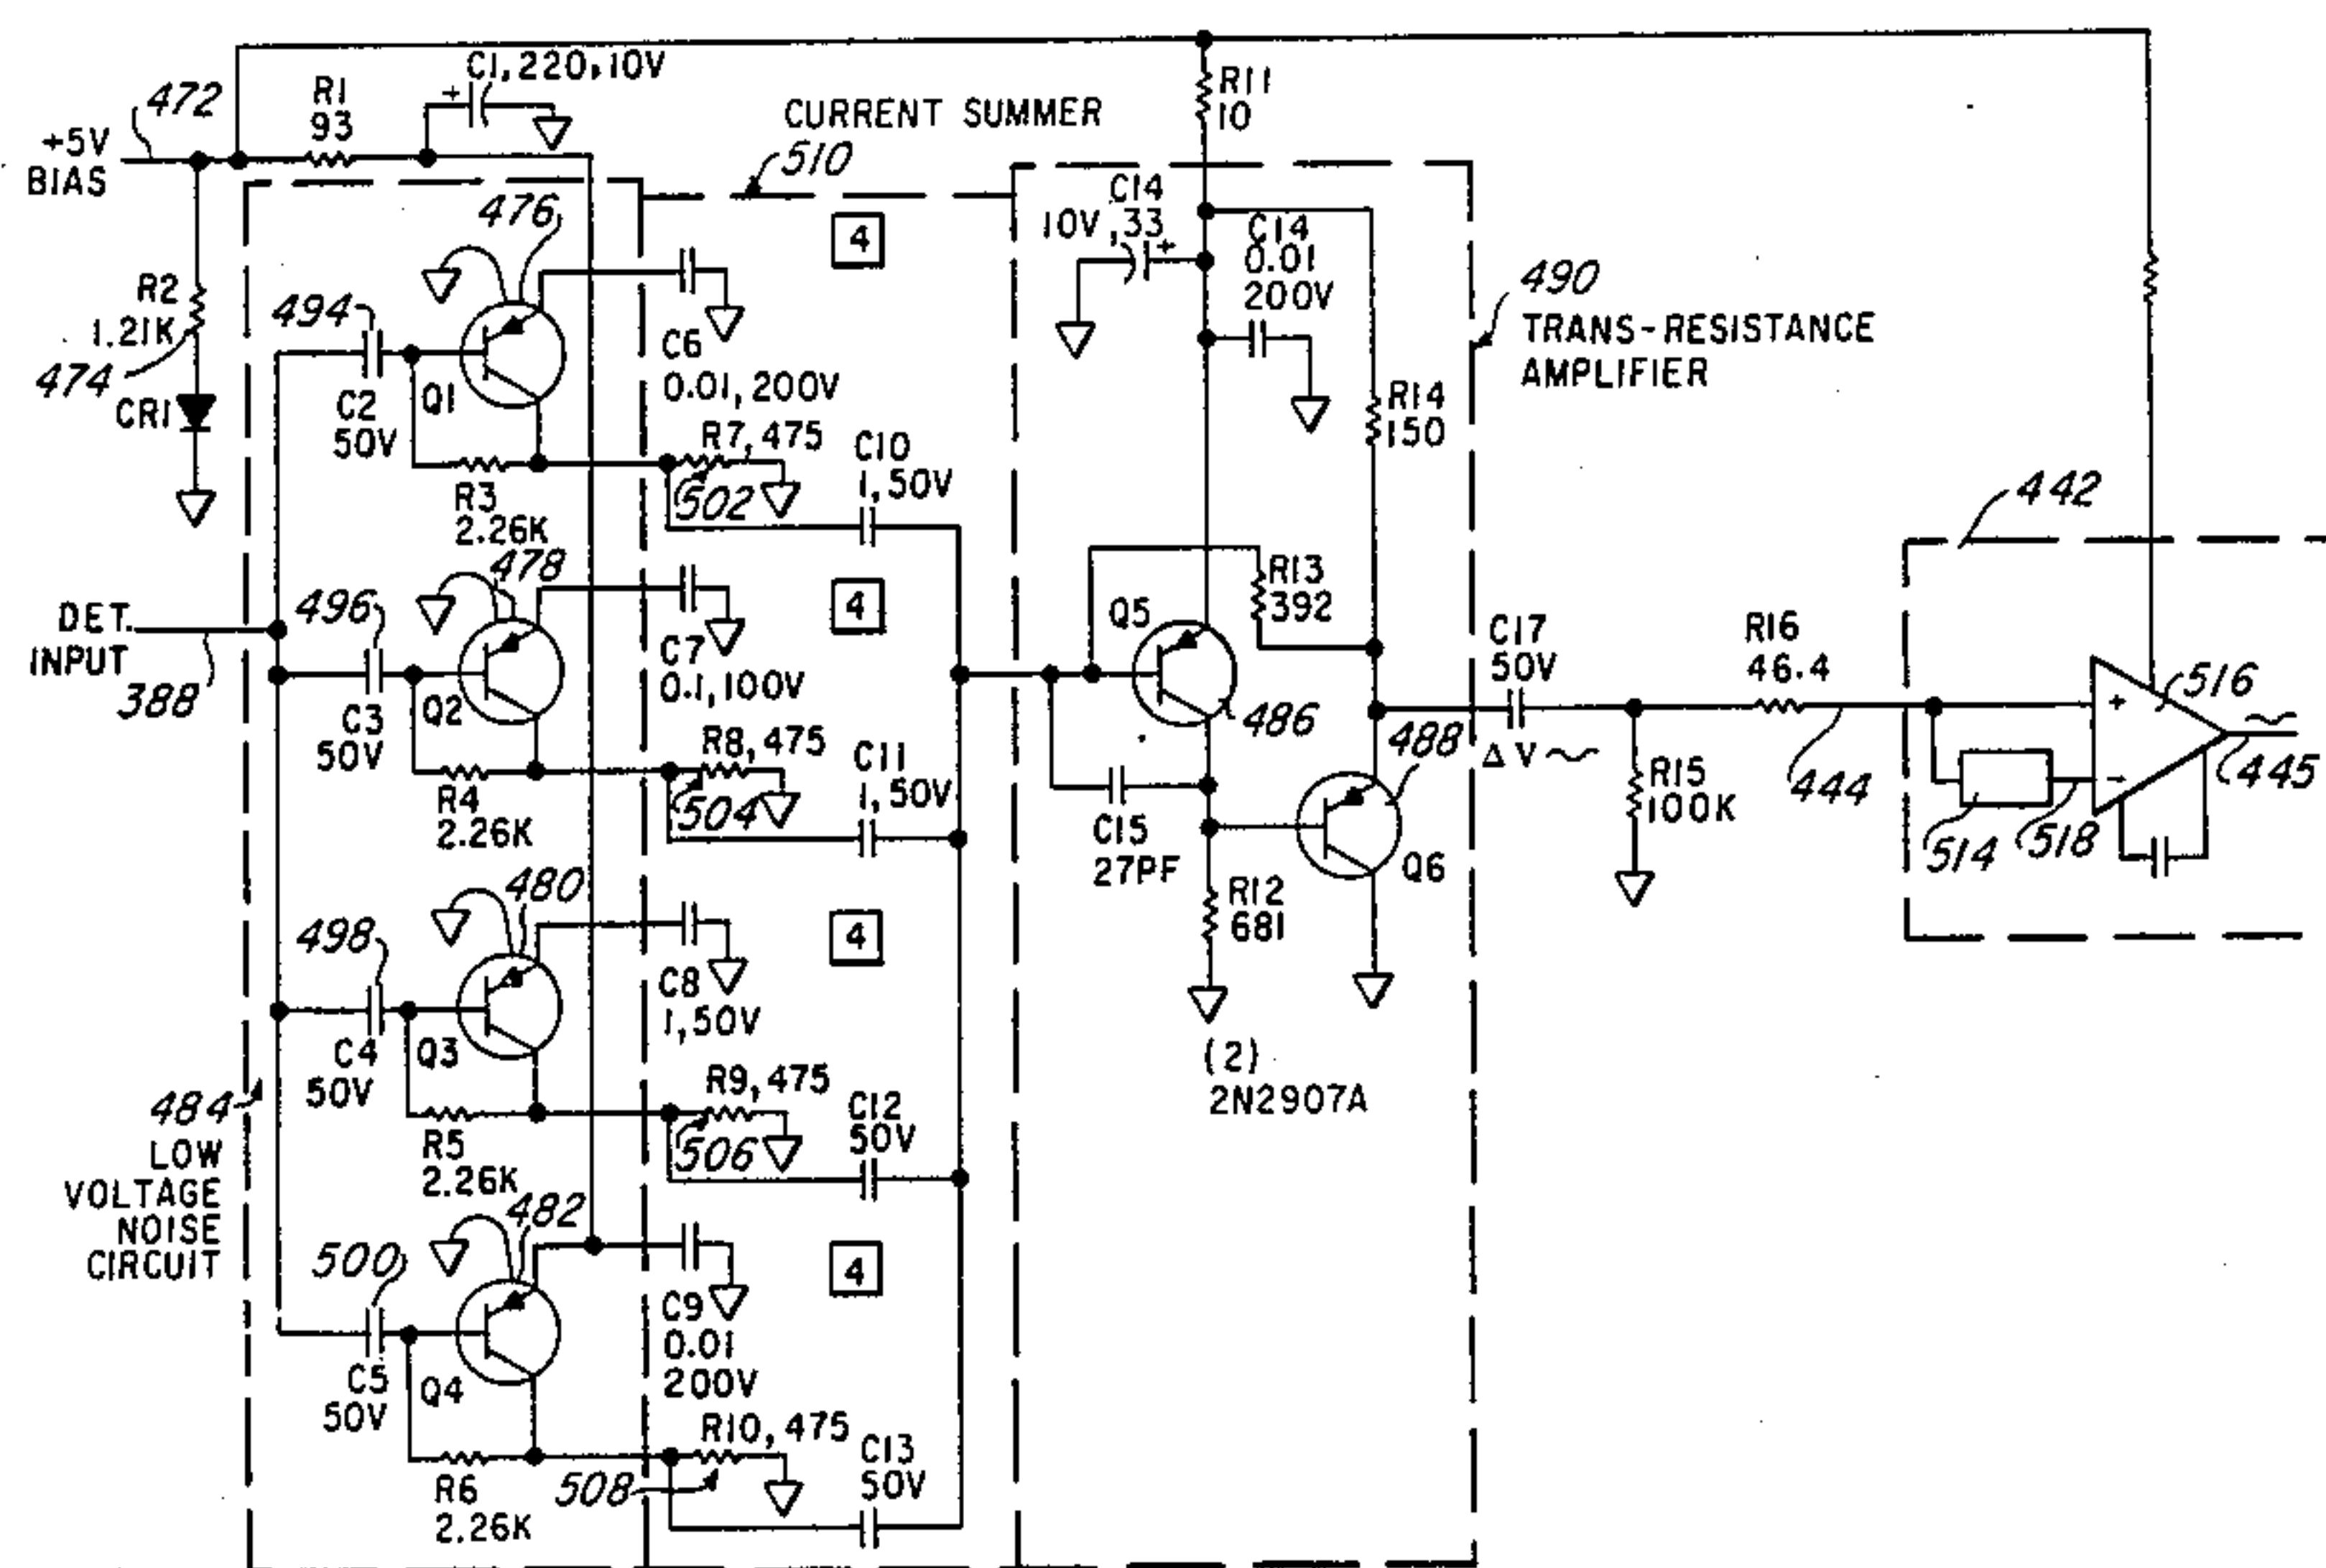 C1, 220, 10V
472
R1
93
+5V
BIAS
CURRENT SUMMER
510
R11
10
476
4
C14
10V, 33
+
C14
0.01
200V
490
TRANS-RESISTANCE
AMPLIFIER
R2
1.21K
474
CR1
494
C2
50V
Q1
C6
0.01, 200V
R7, 475
502
C10
1, 50V
R3
2.26K
R14
150
442
478
4
DET.
INPUT
388
496
C3
50V
Q2
C7
0.1, 100V
R8, 475
504
C11
1, 50V
R4
2.26K
Q5
R13
392
486
488
C17
50V
ΔV ~
R16
46.4
R15
100K
444
+
-
516
445
~
514
518
C15
27PF
R12
681
Q6
(2)
2N2907A
480
4
498
C4
50V
Q3
C8
1, 50V
R9, 475
506
C12
50V
R5
2.26K
484
LOW
VOLTAGE
NOISE
CIRCUIT
482
4
500
C5
50V
Q4
C9
0.01
200V
R10, 475
508
C13
50V
R6
2.26K